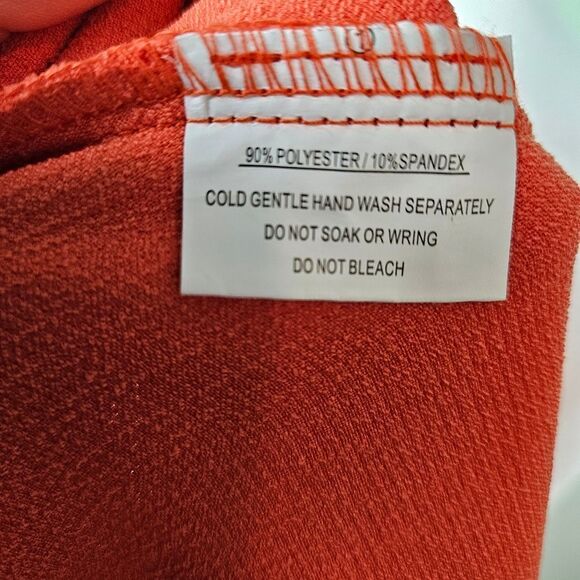 90% POLYESTER / 10%SPANDEX
COLD GENTLE HAND WASH SEPARATELY
DO NOT SOAK OR WRING
DO NOT BLEACH